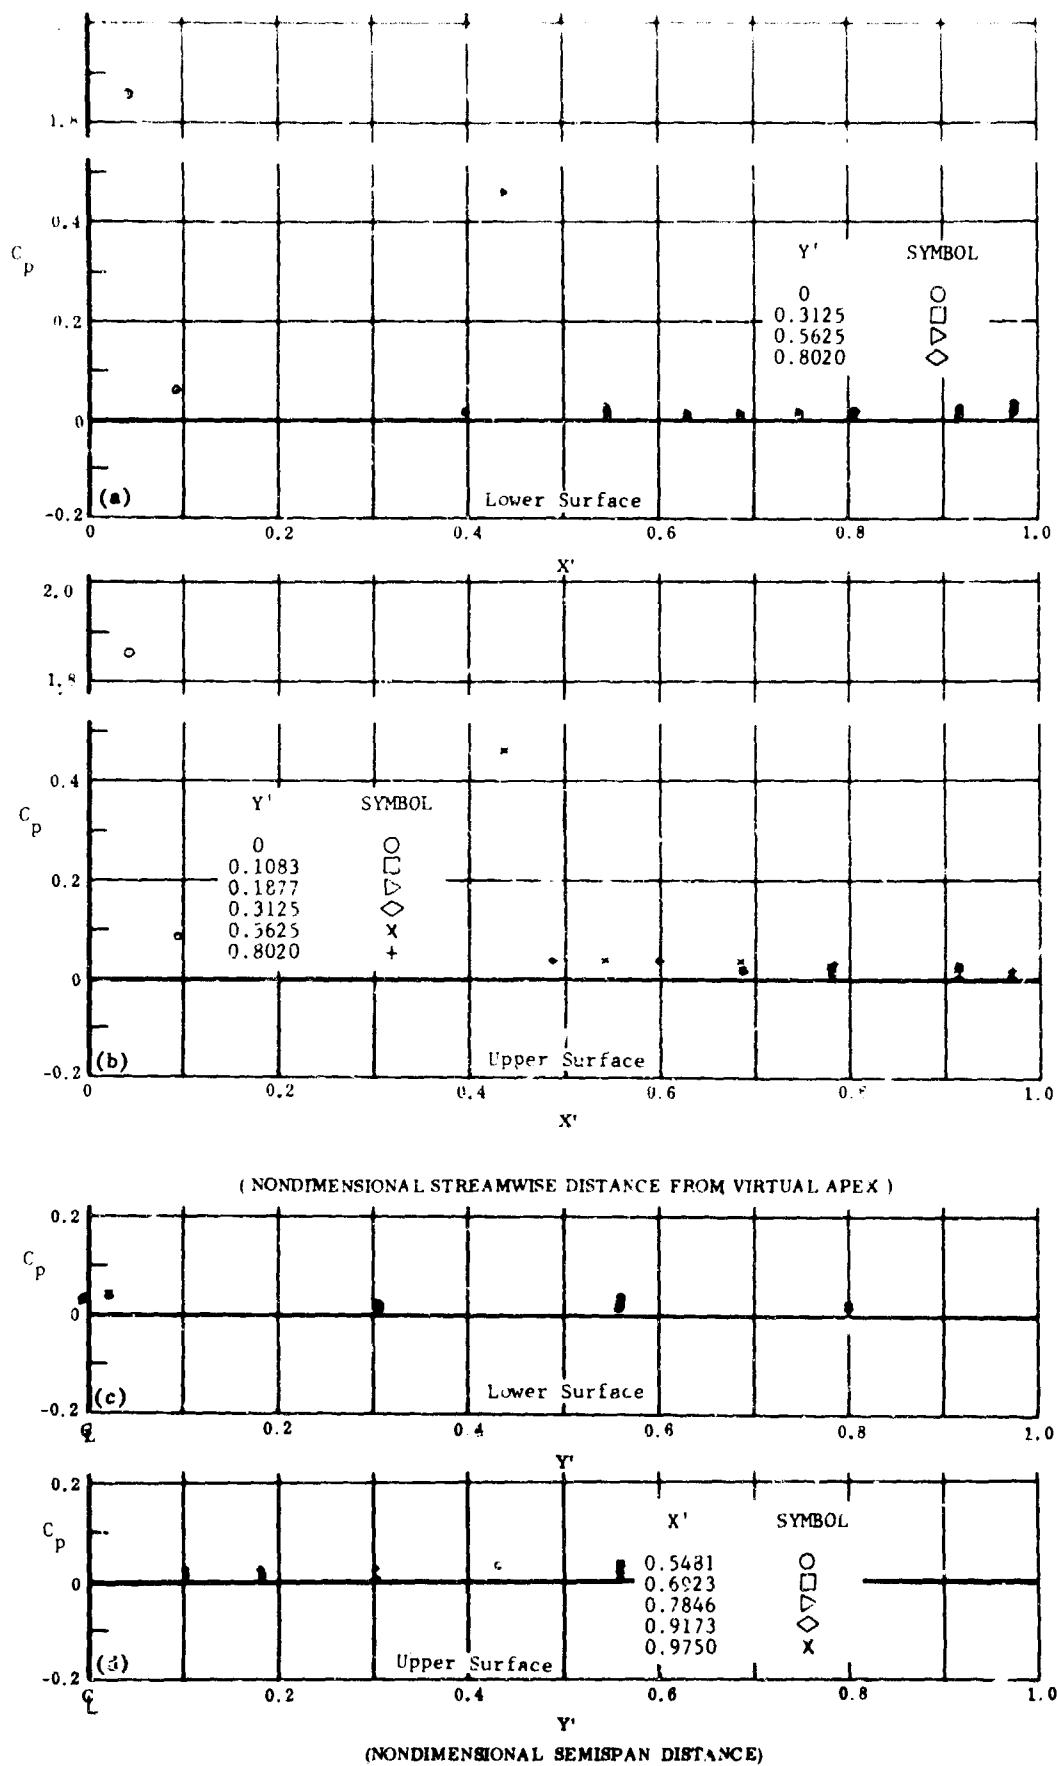 1.8
0.4
C
p
Y' SYMBOL
0
0.3125
0.5625
0.8020
0.2
0
(a)
Lower Surface
-0.2
0 0.2 0.4 0.6 0.8 1.0
X'
2.0
1.8
0.4
C
p
Y' SYMBOL
0
0.1083
0.1877
0.3125
0.5625 X
0.8020 +
0.2
0
(b)
Upper Surface
-0.2
0 0.2 0.4 0.6 1.0
X'
( NONDIMENSIONAL STREAMWISE DISTANCE FROM VIRTUAL APEX )
0.2
C
p
0
(c)
Lower Surface
-0.2
℄ 0.2 0.4 0.6 0.8 1.0
Y'
0.2
C
p
X' SYMBOL
0.5481
0.6923
0.7846
0.9173
0.9750 X
0
(d)
Upper Surface
-0.2
℄ 0.2 0.4 0.6 0.8 1.0
Y'
(NONDIMENSIONAL SEMISPAN DISTANCE)